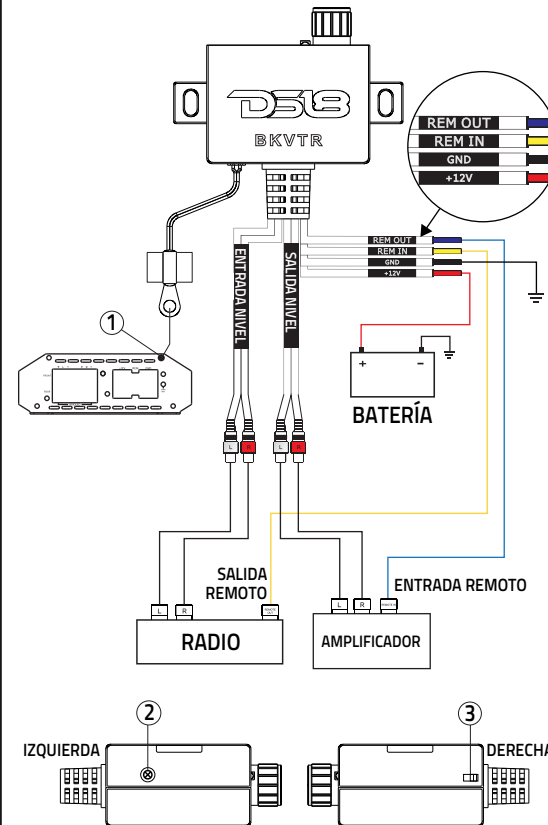 DS18
BKVTR
REM OUT
REM IN
GND
+12V
REM OUT
REM IN
GND
+12V
ENTRADA NIVEL
SALIDA NIVEL
1
+ -
BATERÍA
L R
L R
SALIDA
REMOTO
ENTRADA REMOTO
L R
L R
RADIO
AMPLIFICADOR
2
3
IZQUIERDA
DERECHA